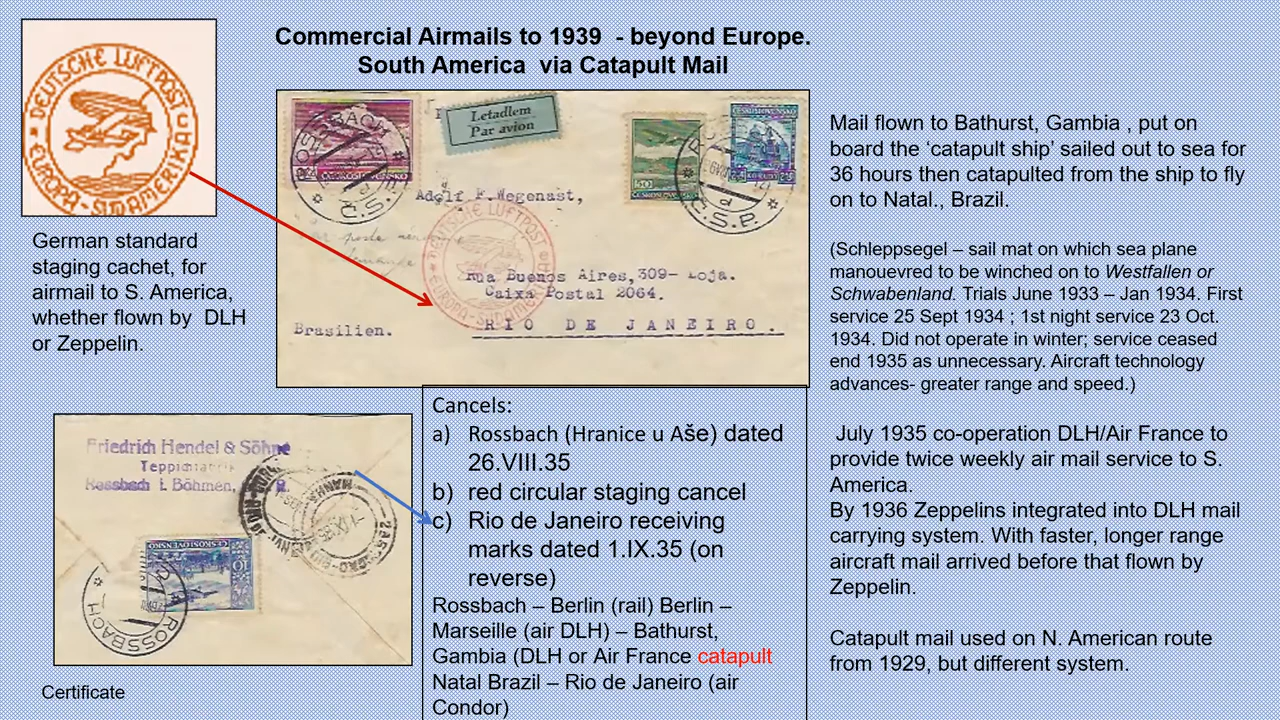 Commercial Airmails to 1939 - beyond Europe.
South America via Catapult Mail
DEUTSCHE LUFTPOST
EUROPA-SÜDAMERIKA
German standard
staging cachet, for
airmail to S. America,
whether flown by DLH
or Zeppelin.
Letadlem
Par avion
ROSSBACH
Č.S.P.
50
ČESKOSLOVENSKO
Č.S.P.
Adolf F.Wegenast,
DEUTSCHE LUFTPOST
EUROPA-SÜDAMERIKA
Rua Buenos Aires,309- Loja.
Caixa Postal 2064.
Brasilien.
RIO DE JANEIRO.
Mail flown to Bathurst, Gambia , put on
board the ‘catapult ship’ sailed out to sea for
36 hours then catapulted from the ship to fly
on to Natal., Brazil.
(Schleppsegel – sail mat on which sea plane
manouevred to be winched on to Westfallen or
Schwabenland. Trials June 1933 – Jan 1934. First
service 25 Sept 1934 ; 1st night service 23 Oct.
1934. Did not operate in winter; service ceased
end 1935 as unnecessary. Aircraft technology
advances- greater range and speed.)
July 1935 co-operation DLH/Air France to
provide twice weekly air mail service to S.
America.
By 1936 Zeppelins integrated into DLH mail
carrying system. With faster, longer range
aircraft mail arrived before that flown by
Zeppelin.
Catapult mail used on N. American route
from 1929, but different system.
Friedrich Hendel & Söhne
Teppichfabrik
Rossbach i. Böhmen,
ČESKOSLOVENSKO
10
ROSSBACH
Certificate
Cancels:
a) Rossbach (Hranice u Aše) dated
26.VIII.35
b) red circular staging cancel
c) Rio de Janeiro receiving
marks dated 1.IX.35 (on
reverse)
Rossbach – Berlin (rail) Berlin –
Marseille (air DLH) – Bathurst,
Gambia (DLH or Air France catapult
Natal Brazil – Rio de Janeiro (air
Condor)